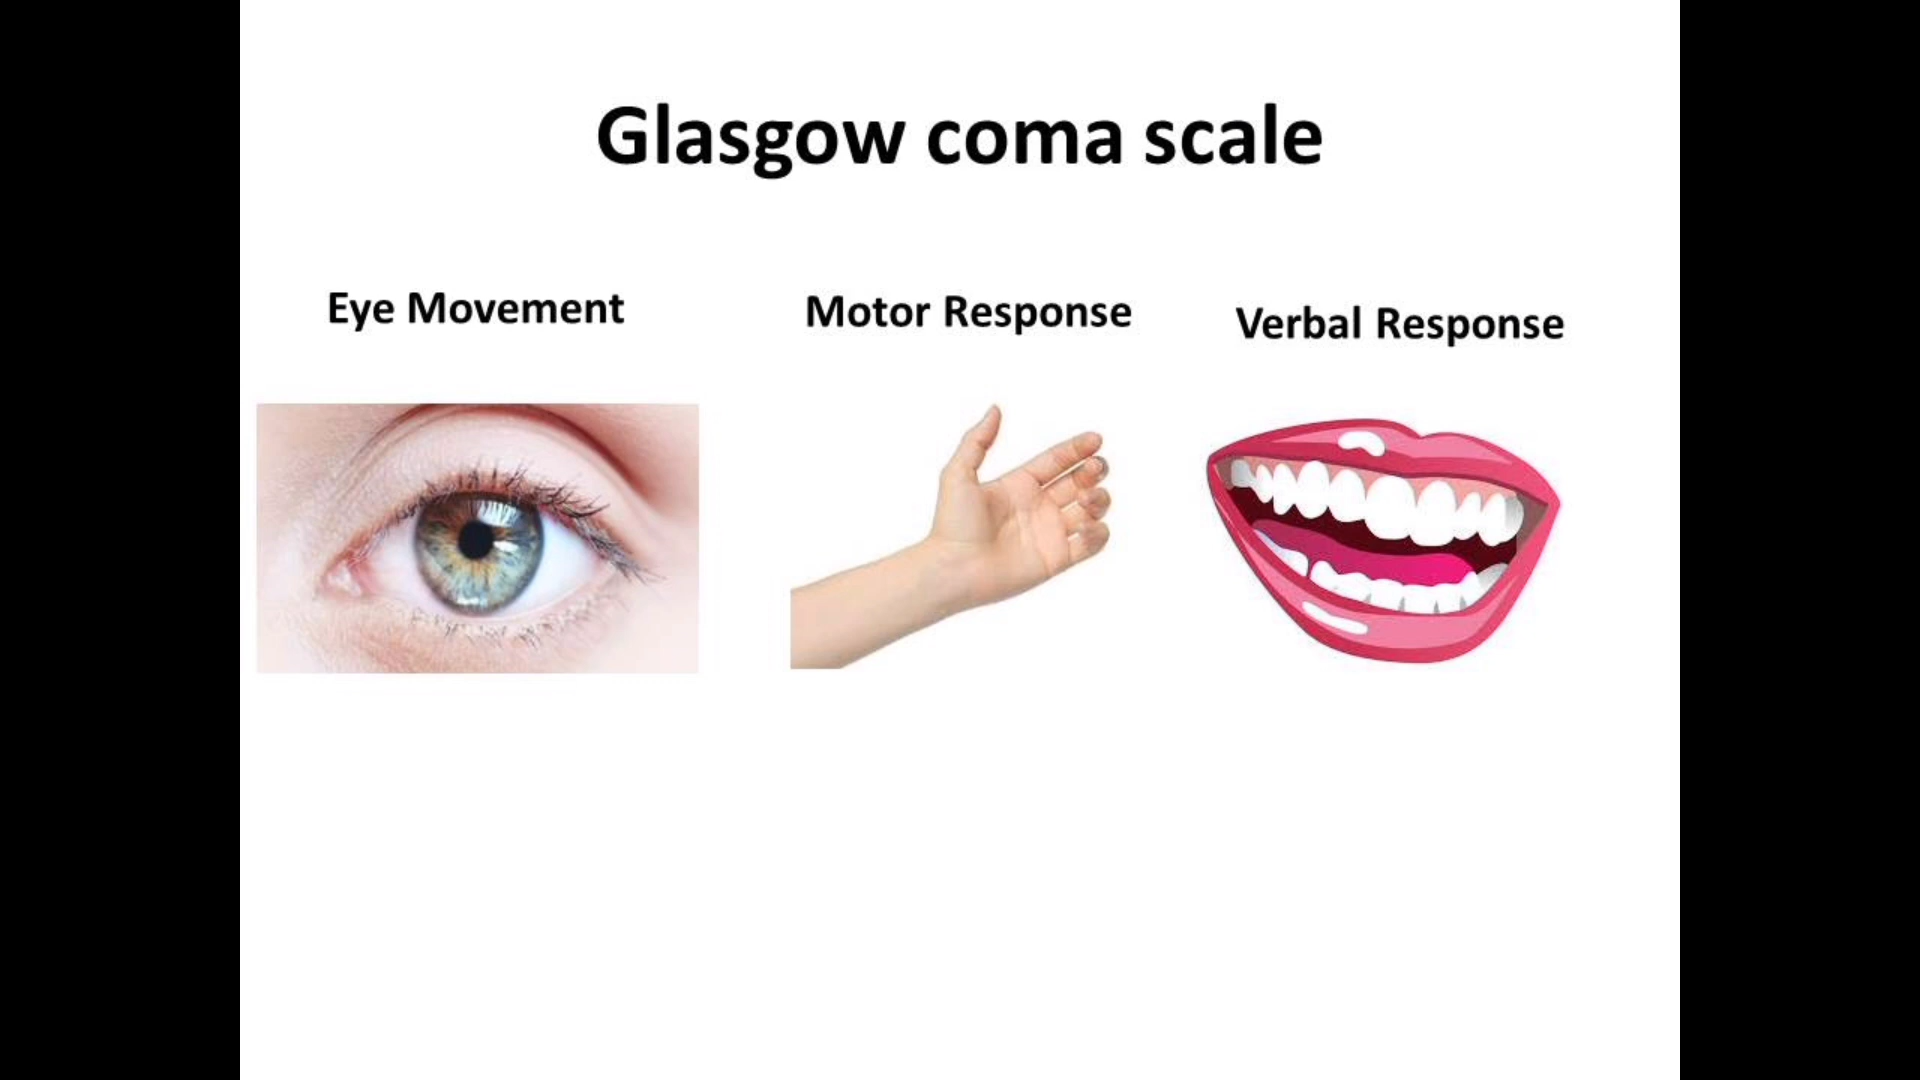 Glasgow coma scale
Eye Movement
Motor Response
Verbal Response